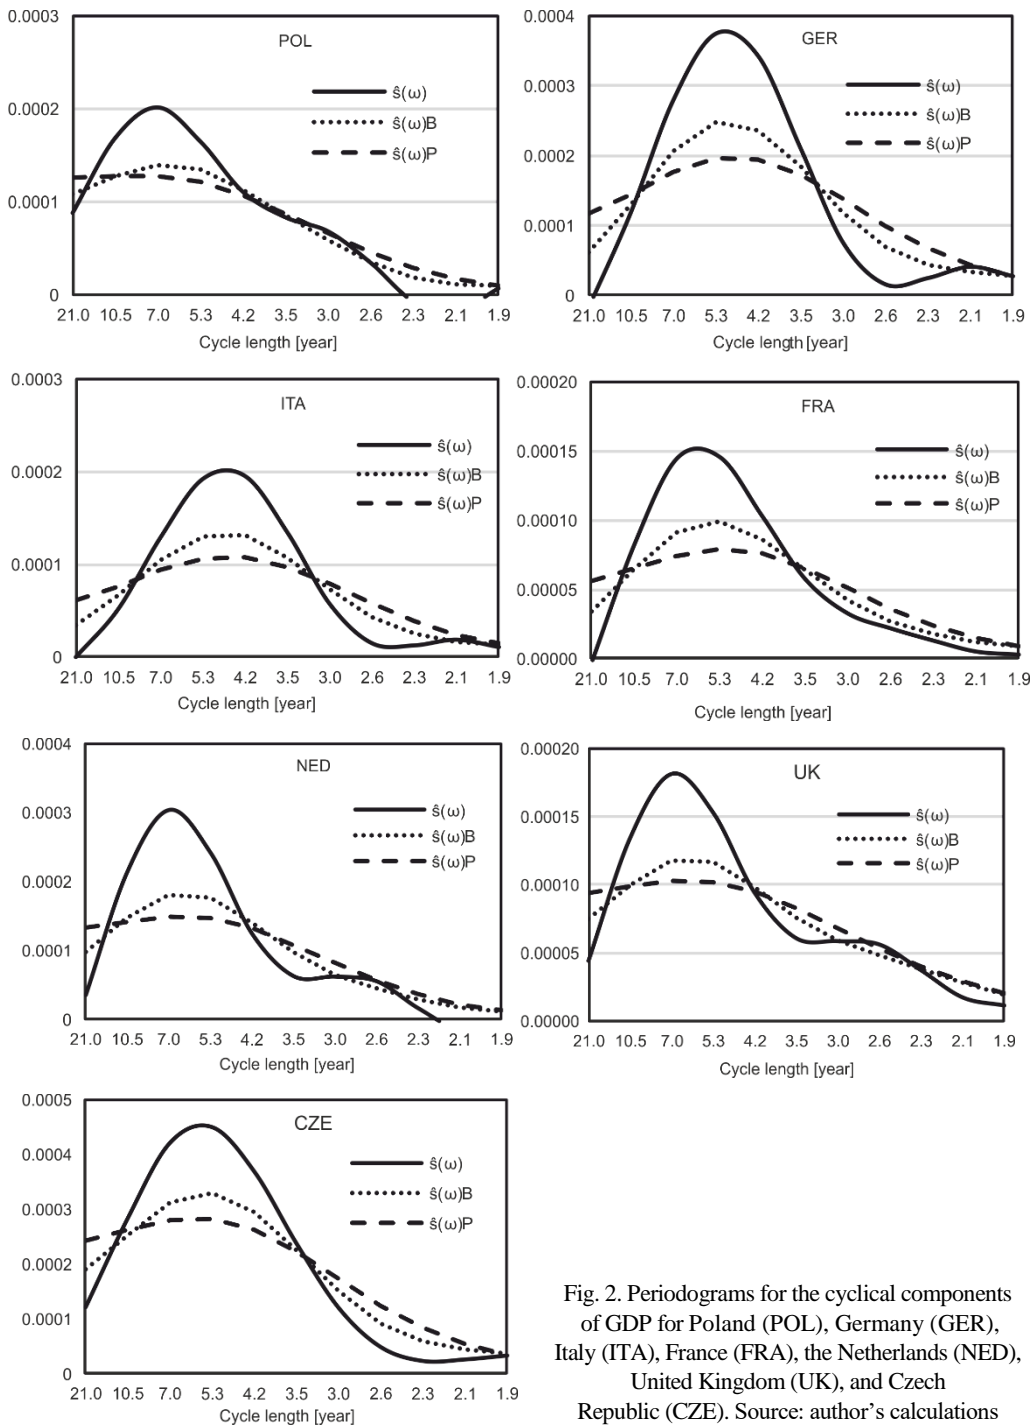 POL
0.0003
0.0002
0.0001
0
ŝ(ω)
ŝ(ω)B
ŝ(ω)P
21.0 10.5 7.0 5.3 4.2 3.5 3.0 2.6 2.3 2.1 1.9
Cycle length [year]
GER
0.0004
0.0003
0.0002
0.0001
0
ŝ(ω)
ŝ(ω)B
ŝ(ω)P
21.0 10.5 7.0 5.3 4.2 3.5 3.0 2.6 2.3 2.1 1.9
Cycle length [year]
ITA
0.0003
0.0002
0.0001
0
ŝ(ω)
ŝ(ω)B
ŝ(ω)P
21.0 10.5 7.0 5.3 4.2 3.5 3.0 2.6 2.3 2.1 1.9
Cycle length [year]
FRA
0.00020
0.00015
0.00010
0.00005
0.00000
ŝ(ω)
ŝ(ω)B
ŝ(ω)P
21.0 10.5 7.0 5.3 4.2 3.5 3.0 2.6 2.3 2.1 1.9
Cycle length [year]
NED
0.0004
0.0003
0.0002
0.0001
0
ŝ(ω)
ŝ(ω)B
ŝ(ω)P
21.0 10.5 7.0 5.3 4.2 3.5 3.0 2.6 2.3 2.1 1.9
Cycle length [year]
UK
0.00020
0.00015
0.00010
0.00005
0.00000
ŝ(ω)
ŝ(ω)B
ŝ(ω)P
21.0 10.5 7.0 5.3 4.2 3.5 3.0 2.6 2.3 2.1 1.9
Cycle length [year]
CZE
0.0005
0.0004
0.0003
0.0002
0.0001
0
ŝ(ω)
ŝ(ω)B
ŝ(ω)P
21.0 10.5 7.0 5.3 4.2 3.5 3.0 2.6 2.3 2.1 1.9
Cycle length [year]
Fig. 2. Periodograms for the cyclical components
of GDP for Poland (POL), Germany (GER),
Italy (ITA), France (FRA), the Netherlands (NED),
United Kingdom (UK), and Czech
Republic (CZE). Source: author's calculations